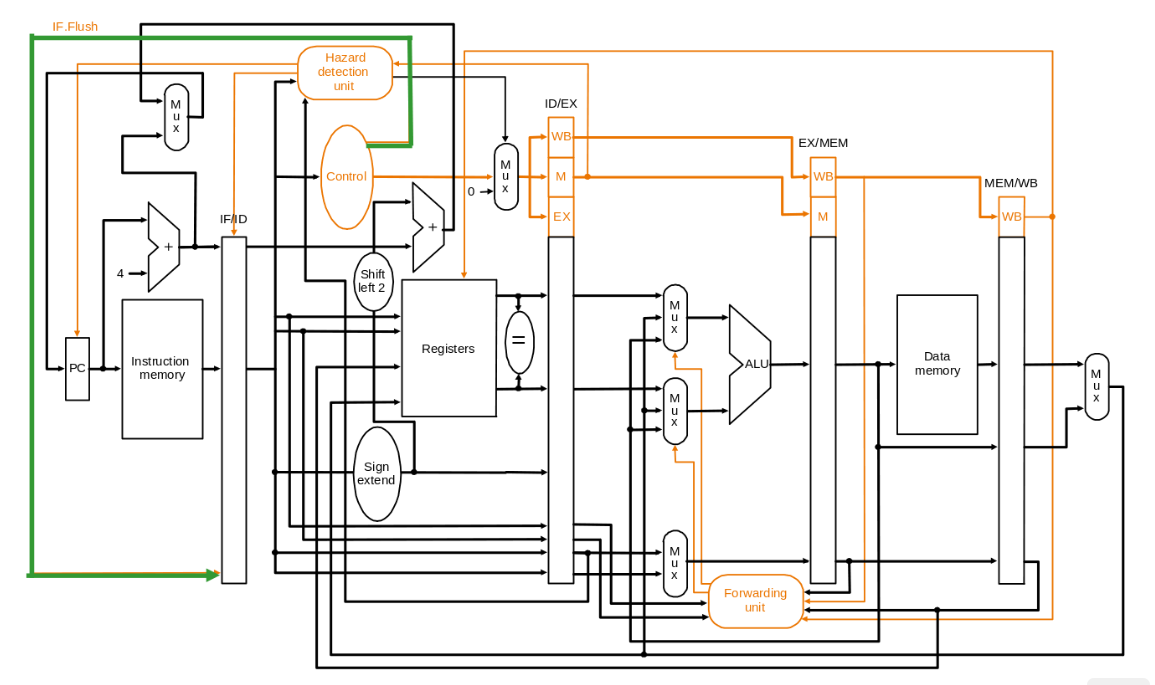 IF.Flush
Hazard
detection
unit
M
u
x
ID/EX
WB
EX/MEM
Control
M
u
x
0
M
WB
MEM/WB
EX
M
WB
IF/ID
+
+
4
Shift
left 2
M
u
x
=
PC
Instruction
memory
Registers
ALU
Data
memory
M
u
x
M
u
x
Sign
extend
M
u
x
Forwarding
unit